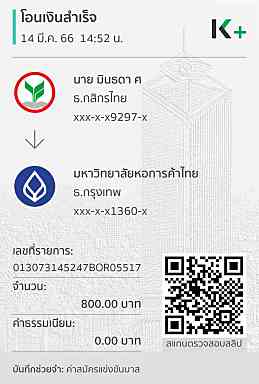 โอนเงินสำเร็จ
14 มี.ค. 66 14:52 น.
K+
นาย มินธดา ศ
ธ.กสิกรไทย
xxx-x-x9297-x
มหาวิทยาลัยหอการค้าไทย
ธ.กรุงเทพ
xxx-x-x1360-x
เลขที่รายการ:
013073145247BOR05517
จำนวน:
800.00 บาท
ค่าธรรมเนียม:
0.00 บาท
สแกนตรวจสอบสลิป
บันทึกช่วยจำ: ค่าสมัครแข่งขันบาส